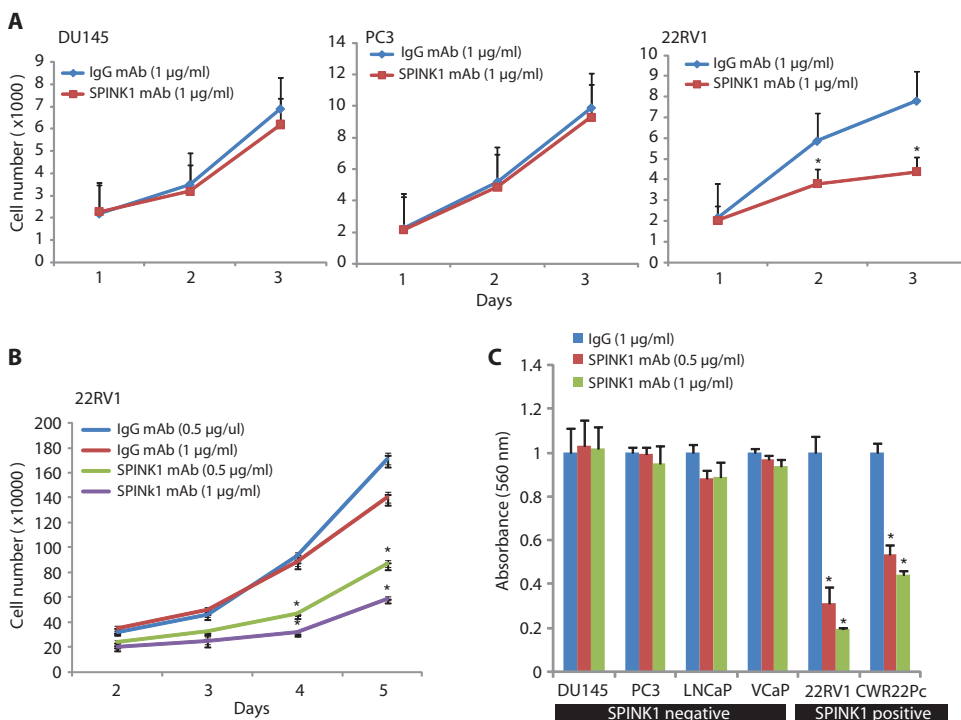 A
DU145
IgG mAb (1 µg/ml)
SPINK1 mAb (1 µg/ml)
Cell number ( x1000)
9
8
7
6
5
4
3
2
1
0
1 2 3
PC3
IgG mAb (1 µg/ml)
SPINK1 mAb (1 µg/ml)
14
12
10
8
6
4
2
0
1 2 3
Days
22RV1
IgG mAb (1 µg/ml)
SPINK1 mAb (1 µg/ml)
10
9
8
7
6
5
4
3
2
1
0
* *
1 2 3
B
22RV1
IgG mAb (0.5 µg/ul)
IgG mAb (1 µg/ml)
SPINK1 mAb (0.5 µg/ml)
SPINk1 mAb (1 µg/ml)
Cell number ( x10000)
200
180
160
140
120
100
80
60
40
20
0
* *
* *
2 3 4 5
Days
C
IgG (1 µg/ml)
SPINK1 mAb (0.5 µg/ml)
SPINK1 mAb (1 µg/ml)
Absorbance (560 nm)
1.4
1.2
1
0.8
0.6
0.4
0.2
0
* * * *
DU145 PC3 LNCaP VCaP 22RV1 CWR22Pc
SPINK1 negative SPINK1 positive